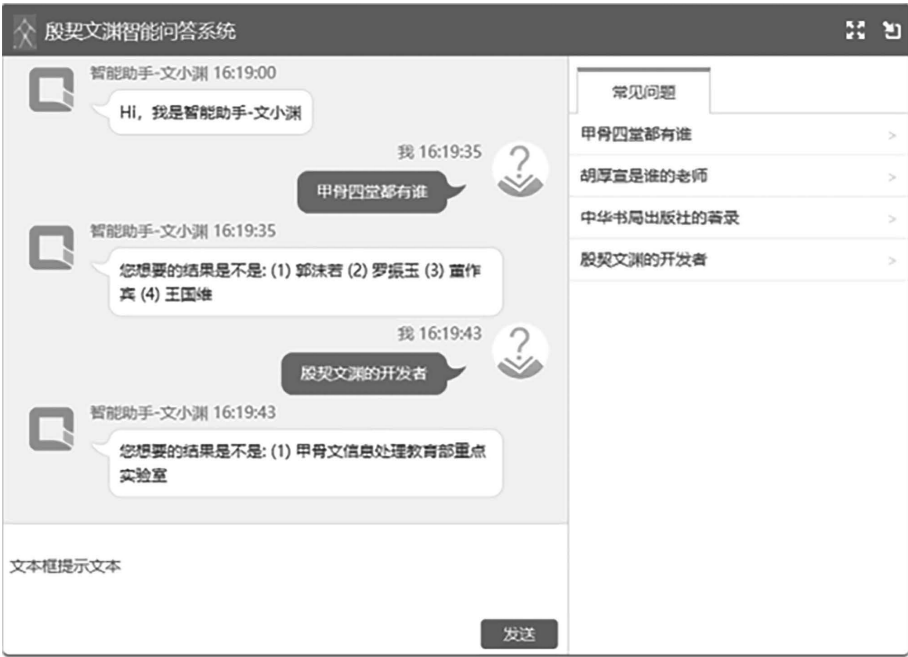 殷契文渊智能问答系统
智能助手-文小渊 16:19:00
Hi，我是智能助手-文小渊
我 16:19:35
甲骨四堂都有谁
智能助手-文小渊 16:19:35
您想要的结果是不是: (1) 郭沫若 (2) 罗振玉 (3) 董作
宾 (4) 王国维
我 16:19:43
殷契文渊的开发者
智能助手-文小渊 16:19:43
您想要的结果是不是: (1) 甲骨文信息处理教育部重点
实验室
文本框提示文本
发送
常见问题
甲骨四堂都有谁
胡厚宣是谁的老师
中华书局出版社的著录
殷契文渊的开发者